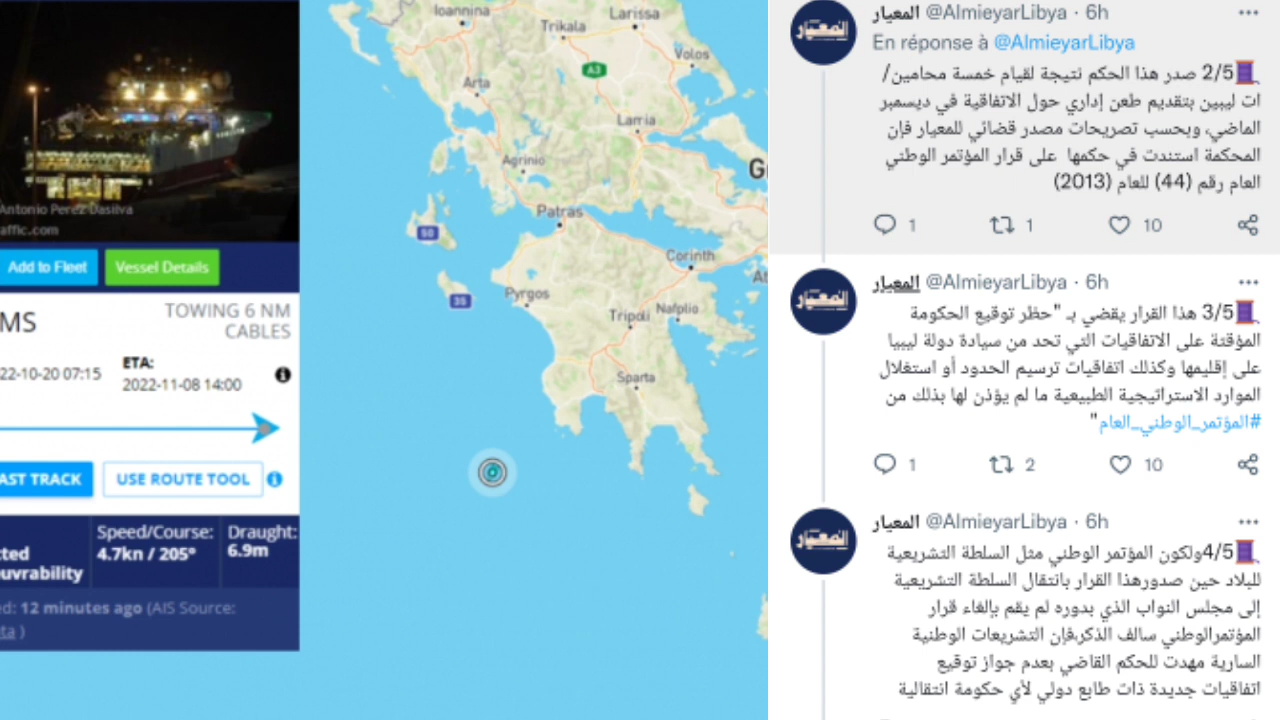 Antonio Perez Dasilva
affic.com
Add to Fleet
Vessel Details
MS
TOWING 6 NM
CABLES
22-10-20 07:15
ETA:
2022-11-08 14:00
AST TRACK
USE ROUTE TOOL
cted
uvrability
Speed/Course:
4.7kn / 205°
Draught:
6.9m
ed: 12 minutes ago (AIS Source:
ta )
Ioannina
Larissa
Trikala
Volos
A3
Arta
Lamia
Agrinio
G
Patras
50
Corinth
At
35
Pyrgos
Nafplio
Tripoli
Sparta
المعيار @AlmieyarLibya · 6h
En réponse à @AlmieyarLibya
2/5 صدر هذا الحكم نتيجة لقيام خمسة محامين/
ات ليبين بتقديم طعن إداري حول الاتفاقية في ديسمبر
الماضي، وبحسب تصريحات مصدر قضائي للمعيار فإن
المحكمة استندت في حكمها على قرار المؤتمر الوطني
العام رقم (44) للعام (2013)
1
1
10
المعيار
المعيار @AlmieyarLibya · 6h
3/5 هذا القرار يقضي بـ "حظر توقيع الحكومة
المؤقتة على الاتفاقيات التي تحد من سيادة دولة ليبيا
على إقليمها وكذلك اتفاقيات ترسيم الحدود أو استغلال
الموارد الاستراتيجية الطبيعية ما لم يؤذن لها بذلك من
#المؤتمر_الوطني_العام"
1
2
10
المعيار
المعيار @AlmieyarLibya · 6h
4/5ولكون المؤتمر الوطني مثل السلطة التشريعية
للبلاد حين صدورهذا القرار بانتقال السلطة التشريعية
إلى مجلس النواب الذي بدوره لم يقم بإلغاء قرار
المؤتمرالوطني سالف الذكر،فإن التشريعات الوطنية
السارية مهدت للحكم القاضي بعدم جواز توقيع
اتفاقيات جديدة ذات طابع دولي لأي حكومة انتقالية
المعيار